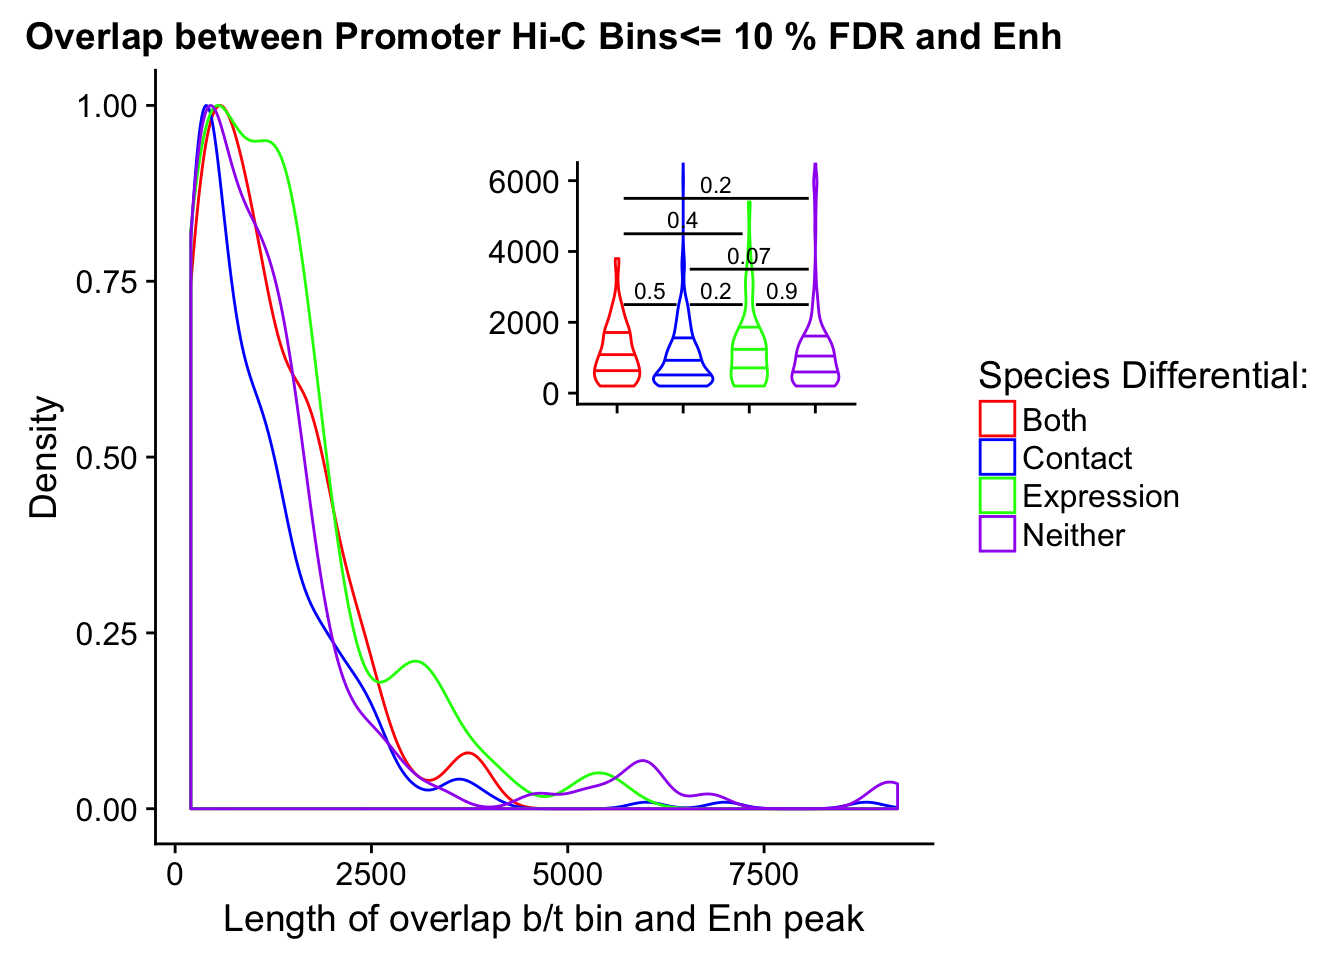 Overlap between Promoter Hi-C Bins<= 10 % FDR and Enh
1.00
0.75
0.50
0.25
0.00
Density
0
2500
5000
7500
Length of overlap b/t bin and Enh peak
6000
4000
2000
0
0.2
0.4
0.07
0.5
0.2
0.9
Species Differential:
Both
Contact
Expression
Neither